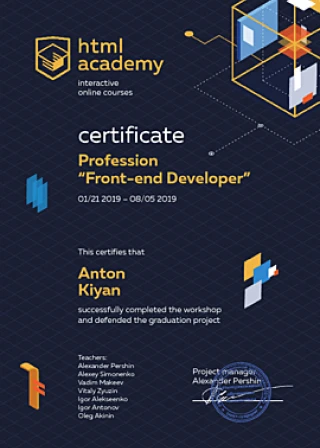 html
academy
interactive
online courses
certificate
Profession
“Front-end Developer”
01/21 2019 – 08/05 2019
This certifies that
Anton
Kiyan
successfully completed the workshop
and defended the graduation project
Teachers:
Alexander Pershin
Alexey Simonenko
Vadim Makeev
Vitaly Zyuzin
Igor Alekseenko
Igor Antonov
Oleg Akinin
Project manager
Alexander Pershin